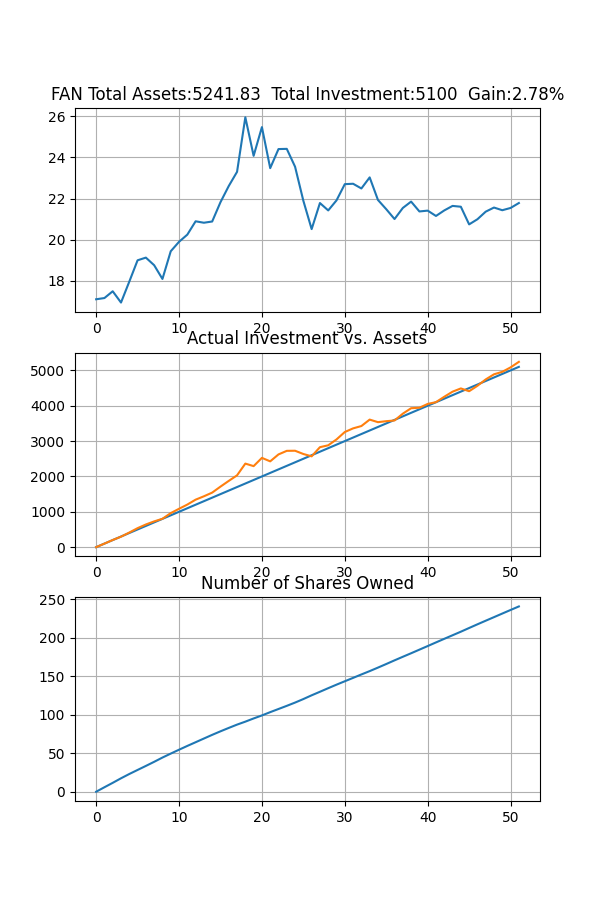 FAN Total Assets:5241.83  Total Investment:5100  Gain:2.78%
26
24
22
20
18
0 10 20 30 40 50
Actual Investment vs. Assets
5000
4000
3000
2000
1000
0
0 10 20 30 40 50
Number of Shares Owned
250
200
150
100
50
0
0 10 20 30 40 50